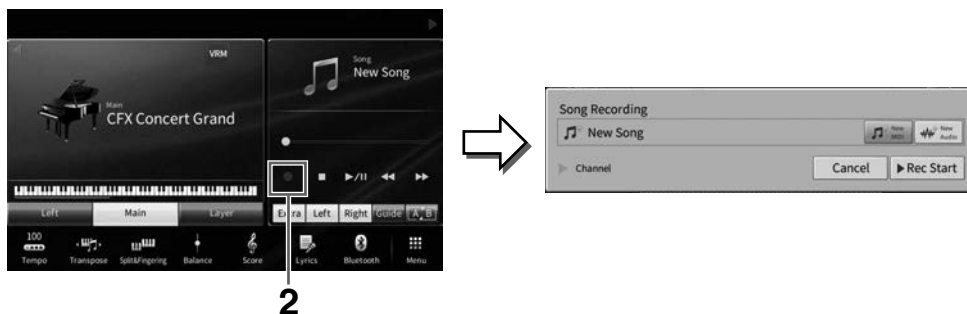 VRM
Main
CFX Concert Grand
Song
New Song
Left
Main
Layer
Extra
Left
Right
Guide
A B
100
Tempo
Transpose
Split&Fingering
Balance
Score
Lyrics
Bluetooth
Menu
2
Song Recording
New Song
New
MIDI
New
Audio
Channel
Cancel
Rec Start